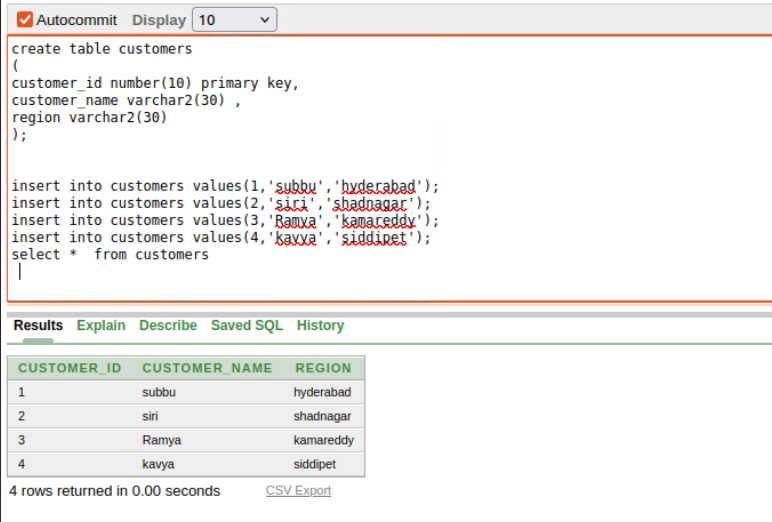 Autocommit Display 10
create table customers
(
customer_id number(10) primary key,
customer_name varchar2(30) ,
region varchar2(30)
);
insert into customers values(1,'subbu','hyderabad');
insert into customers values(2,'siri','shadnagar');
insert into customers values(3,'Ramya','kamareddy');
insert into customers values(4,'kavya','siddipet');
select *  from customers
Results Explain Describe Saved SQL History
CUSTOMER_ID CUSTOMER_NAME REGION
1 subbu hyderabad
2 siri shadnagar
3 Ramya kamareddy
4 kavya siddipet
4 rows returned in 0.00 seconds CSV Export